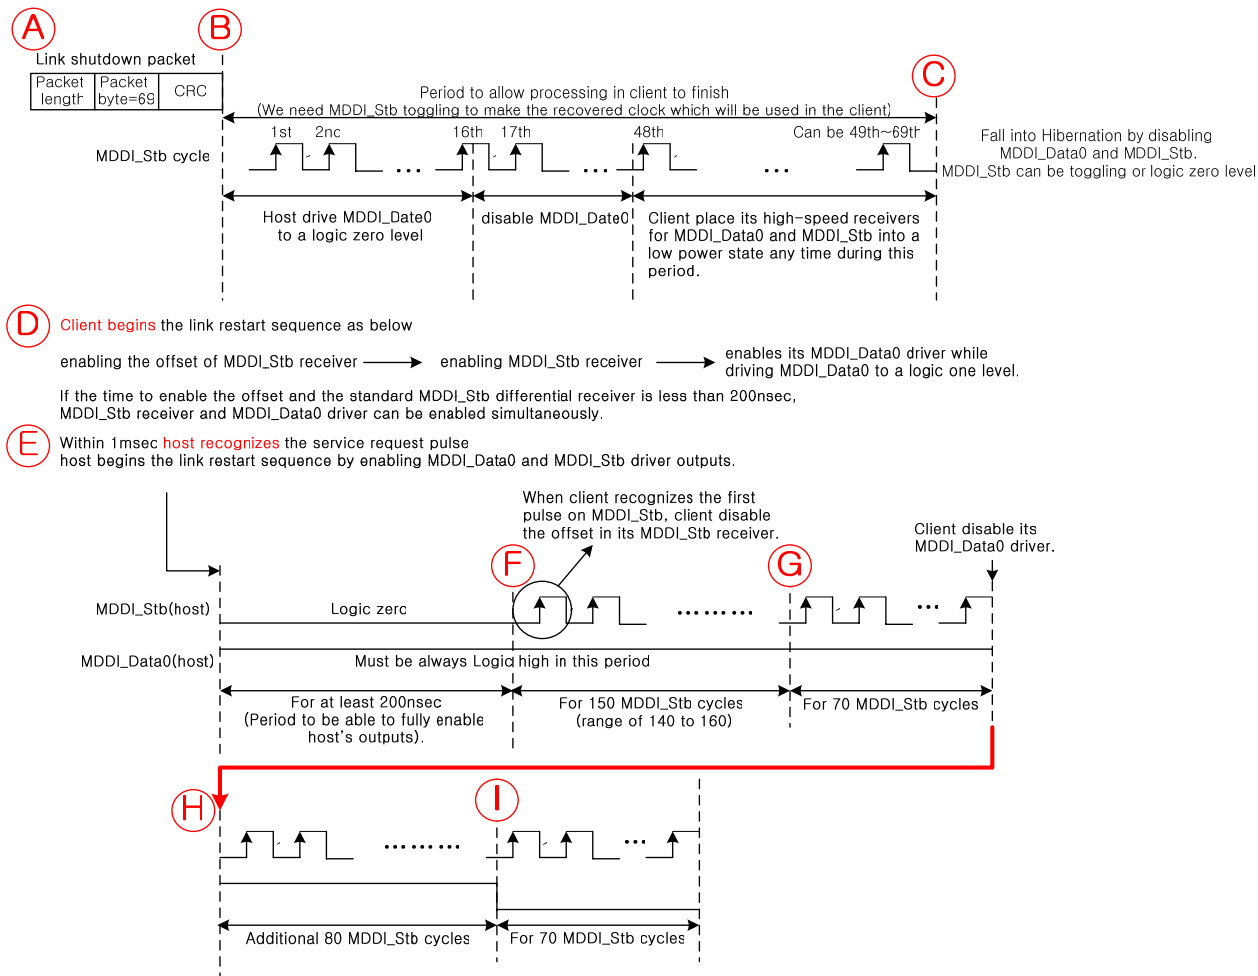 A
B
Link shutdown packet
Packet length
Packet byte=69
CRC
C
Period to allow processing in client to finish
(We need MDDI_Stb toggling to make the recovered clock which will be used in the client)
1st 2nc 16th 17th 48th Can be 49th~69th
MDDI_Stb cycle
Fall into Hibernation by disabling
MDDI_Data0 and MDDI_Stb.
MDDI_Stb can be toggling or logic zero level
Host drive MDDI_Date0
to a logic zero level
disable MDDI_Date0
Client place its high-speed receivers
for MDDI_Data0 and MDDI_Stb into a
low power state any time during this
period.
D
Client begins the link restart sequence as below
enabling the offset of MDDI_Stb receiver
enabling MDDI_Stb receiver
enables its MDDI_Data0 driver while
driving MDDI_Data0 to a logic one level.
If the time to enable the offset and the standard MDDI_Stb differential receiver is less than 200nsec,
MDDI_Stb receiver and MDDI_Data0 driver can be enabled simultaneously.
E
Within 1msec host recognizes the service request pulse
host begins the link restart sequence by enabling MDDI_Data0 and MDDI_Stb driver outputs.
When client recognizes the first
pulse on MDDI_Stb, client disable
the offset in its MDDI_Stb receiver.
Client disable its
MDDI_Data0 driver.
F
G
MDDI_Stb(host)
Logic zero
MDDI_Data0(host)
Must be always Logic high in this period
For at least 200nsec
(Period to be able to fully enable
host's outputs).
For 150 MDDI_Stb cycles
(range of 140 to 160)
For 70 MDDI_Stb cycles
H
I
Additional 80 MDDI_Stb cycles
For 70 MDDI_Stb cycles